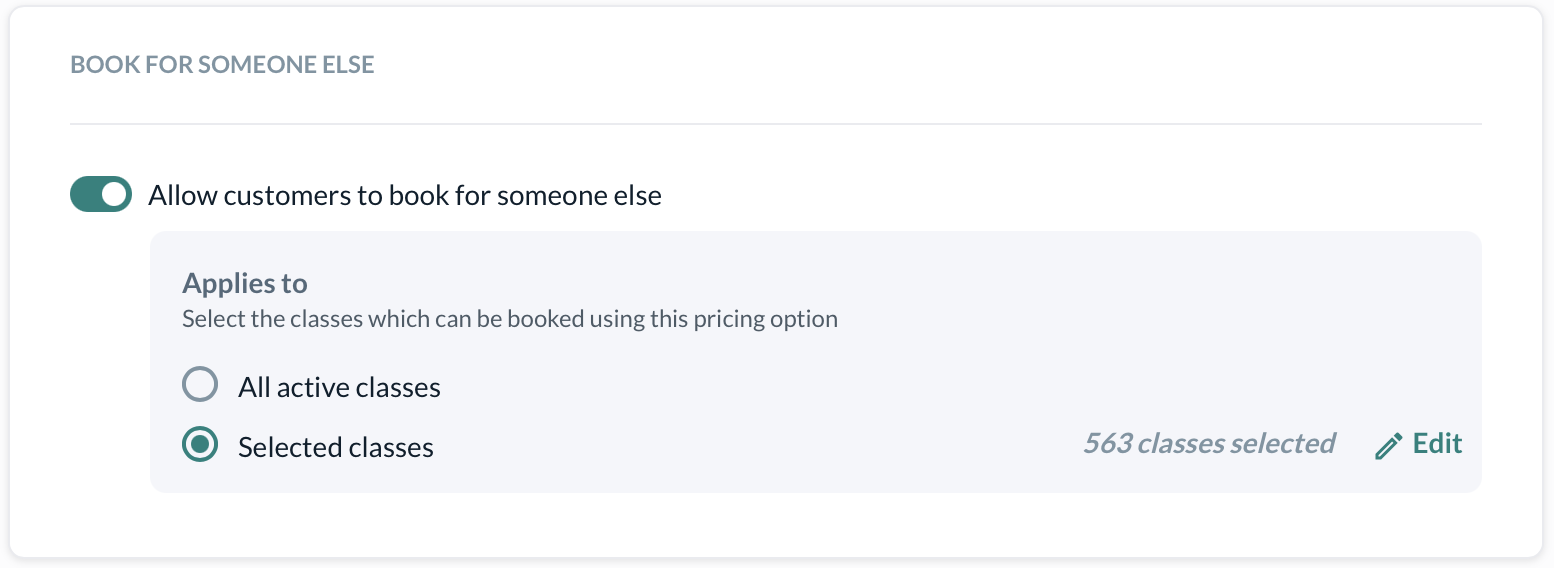 BOOK FOR SOMEONE ELSE
Allow customers to book for someone else
Applies to
Select the classes which can be booked using this pricing option
All active classes
Selected classes
563 classes selected
Edit